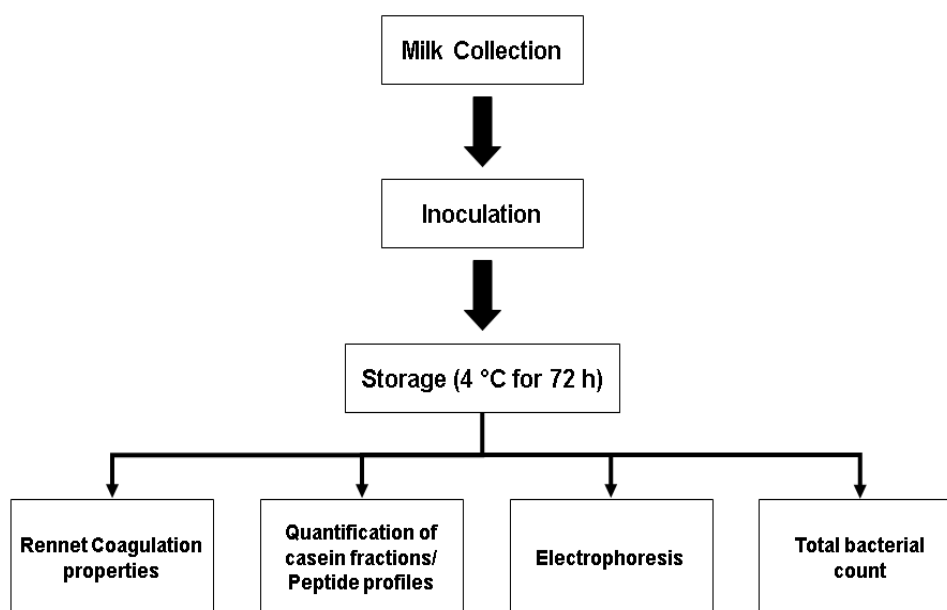 Milk Collection
Inoculation
Storage (4 °C for 72 h)
Rennet Coagulation
properties
Quantification of
casein fractions/
Peptide profiles
Electrophoresis
Total bacterial
count